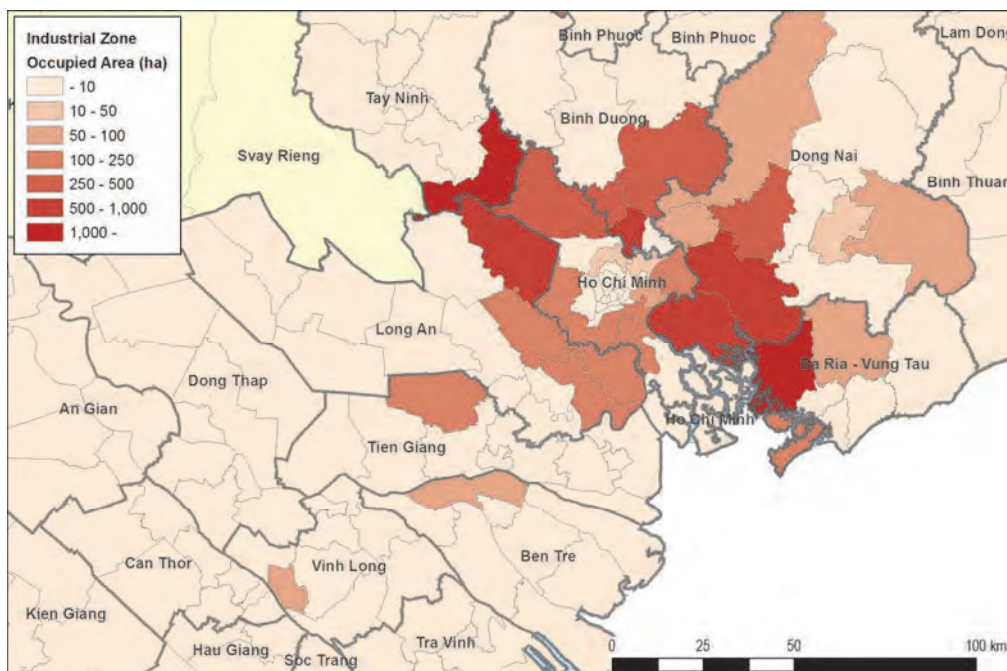 Industrial Zone
Occupied Area (ha)
- 10
10 - 50
50 - 100
100 - 250
250 - 500
500 - 1,000
1,000 -
Binh Phuoc
Binh Phuoc
Lam Dong
Tay Ninh
Binh Duong
Svay Rieng
Dong Nai
Binh Thuan
Ho Chi Minh
Long An
Dong Thap
Ba Ria - Vung Tau
An Gian
Ho Chi Minh
Tien Giang
Ben Tre
Can Thor
Vinh Long
Kien Giang
Hau Giang
Tra Vinh
Soc Trang
0 25 50 100 km